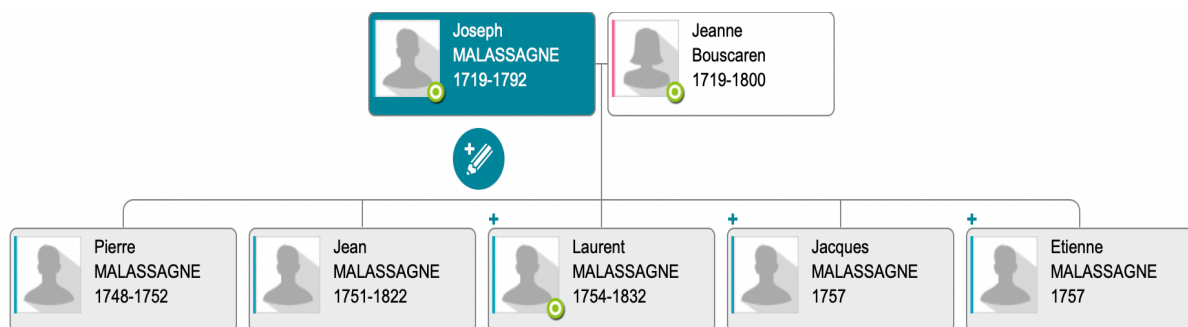 Joseph
MALASSAGNE
1719-1792
Jeanne
Bouscaren
1719-1800
Pierre
MALASSAGNE
1748-1752
Jean
MALASSAGNE
1751-1822
Laurent
MALASSAGNE
1754-1832
Jacques
MALASSAGNE
1757
Etienne
MALASSAGNE
1757